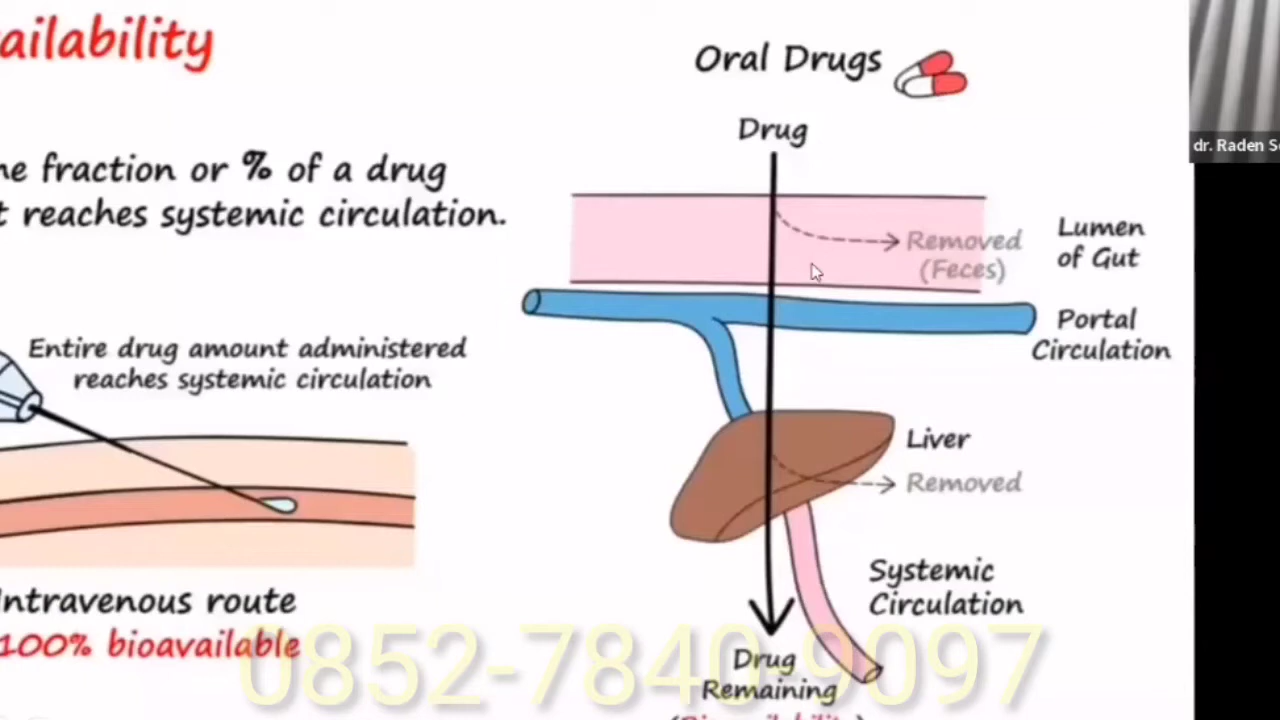 ailability
Oral Drugs
Drug
dr. Raden
fraction or % of a drug
reaches systemic circulation.
Removed
(Feces)
Lumen
of Gut
Portal
Circulation
Entire drug amount administered
reaches systemic circulation
Liver
Removed
Systemic
Circulation
Intravenous route
100% bioavailable
0852-7840-9097
Drug
Remaining